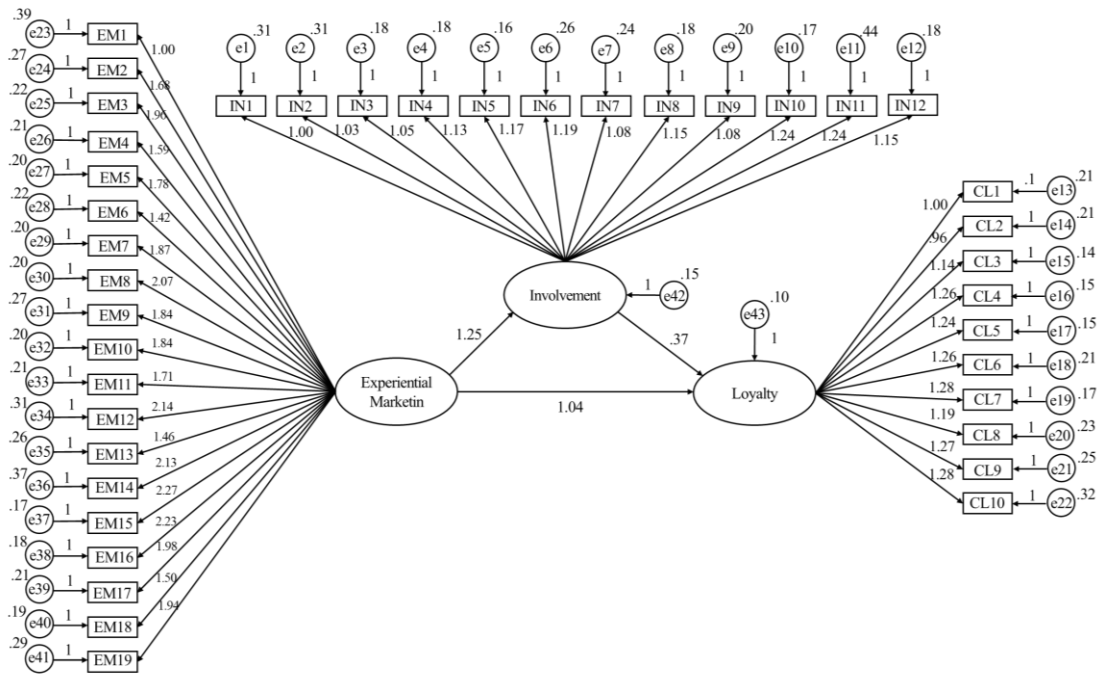 .31 .31 .18 .18 .16 .26 .24 .18 .20 .17 .44 .18
e1 e2 e3 e4 e5 e6 e7 e8 e9 e10 e11 e12
1 1 1 1 1 1 1 1 1 1 1 1
IN1 IN2 IN3 IN4 IN5 IN6 IN7 IN8 IN9 IN10 IN11 IN12
1.00 1.03 1.05 1.13 1.17 1.19 1.08 1.15 1.08 1.24 1.24 1.15
.39 e23 1 EM1 1.00
.27 e24 1 EM2 1.68
.22 e25 1 EM3 1.96
.21 e26 1 EM4 1.59
.20 e27 1 EM5 1.78
.22 e28 1 EM6 1.42
.20 e29 1 EM7 1.87
.20 e30 1 EM8 2.07
.27 e31 1 EM9 1.84
.20 e32 1 EM10 1.84
.21 e33 1 EM11 1.71
.31 e34 1 EM12 2.14
.26 e35 1 EM13 1.46
.37 e36 1 EM14 2.13
.17 e37 1 EM15 2.27
.18 e38 1 EM16 2.23
.21 e39 1 EM17 1.98
.19 e40 1 EM18 1.50
.29 e41 1 EM19 1.94
Involvement 1 e42 .15
1.25
.37
e43 .10
1
Experiential
Marketin
1.04
Loyalty
1.00 CL1 .1 e13 .21
.96 CL2 1 e14 .21
1.14 CL3 1 e15 .14
1.26 CL4 1 e16 .15
1.24 CL5 1 e17 .15
1.26 CL6 1 e18 .21
1.28 CL7 1 e19 .17
1.19 CL8 1 e20 .23
1.27 CL9 1 e21 .25
1.28 CL10 1 e22 .32